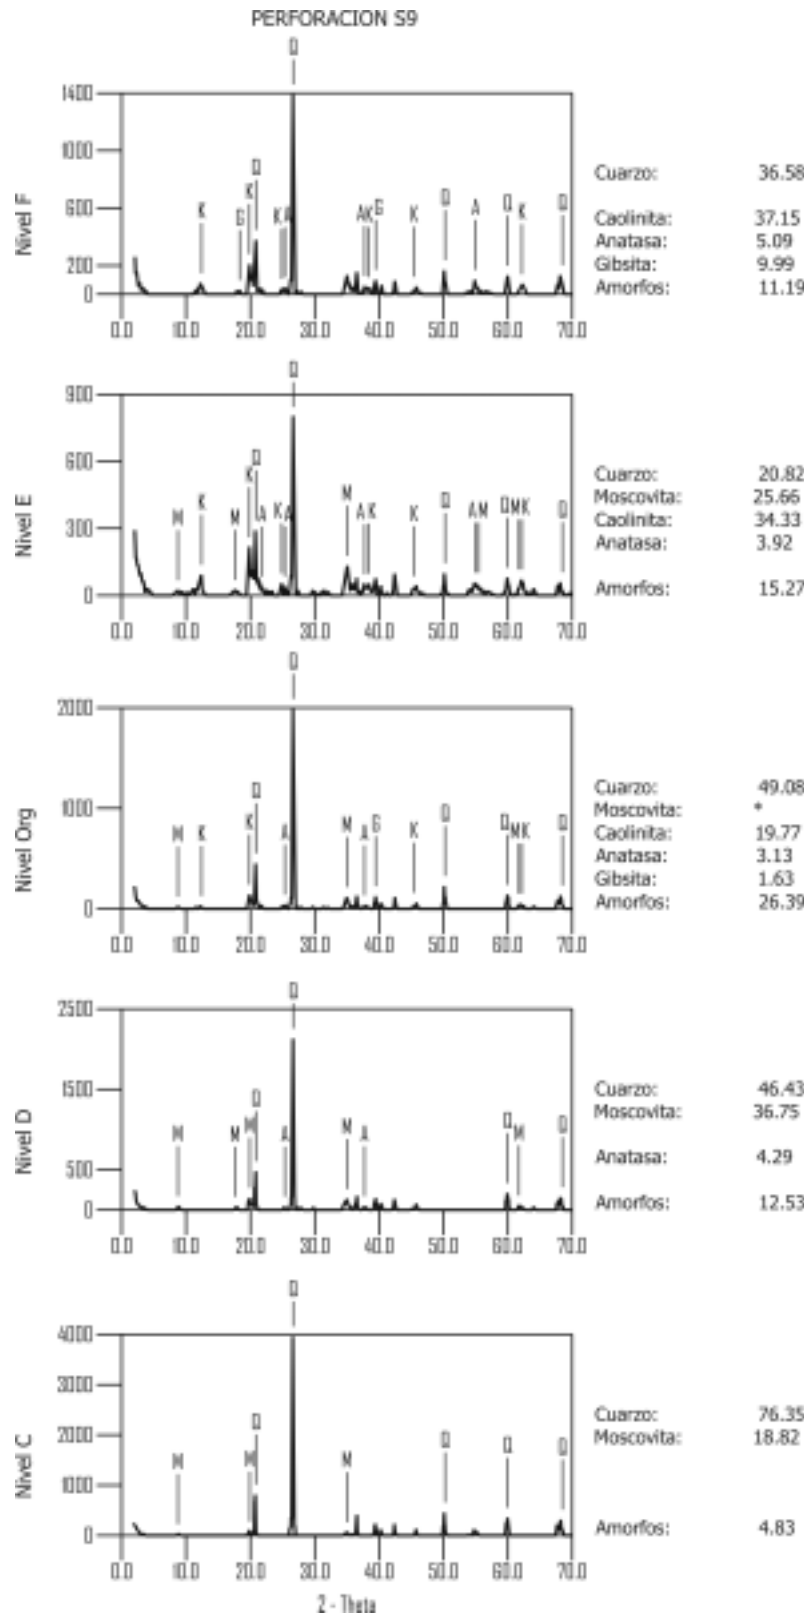 PERFORACION S9
Q
1400
1000
600
200
0
Nivel F
K G K Q K A A K G K Q A Q K Q
0.0 10.0 20.0 30.0 40.0 50.0 60.0 70.0
Cuarzo: 36.58
Caolinita: 37.15
Anatasa: 5.09
Gibsita: 9.99
Amorfos: 11.19
Q
900
600
300
0
Nivel E
M K M K Q A K A M A K K Q A M Q M K Q
0.0 10.0 20.0 30.0 40.0 50.0 60.0 70.0
Cuarzo: 20.82
Moscovita: 25.66
Caolinita: 34.33
Anatasa: 3.92
Amorfos: 15.27
Q
2000
1000
0
Nivel Org
M K K Q A M A G K Q Q M K Q
0.0 10.0 20.0 30.0 40.0 50.0 60.0 70.0
Cuarzo: 49.08
Moscovita: *
Caolinita: 19.77
Anatasa: 3.13
Gibsita: 1.63
Amorfos: 26.39
Q
2500
1500
500
0
Nivel D
M M M Q A M A Q M Q
0.0 10.0 20.0 30.0 40.0 50.0 60.0 70.0
Cuarzo: 46.43
Moscovita: 36.75
Anatasa: 4.29
Amorfos: 12.53
Q
4000
3000
2000
1000
0
Nivel C
M M Q M Q Q Q
0.0 10.0 20.0 30.0 40.0 50.0 60.0 70.0
Cuarzo: 76.35
Moscovita: 18.82
Amorfos: 4.83
2 - Theta